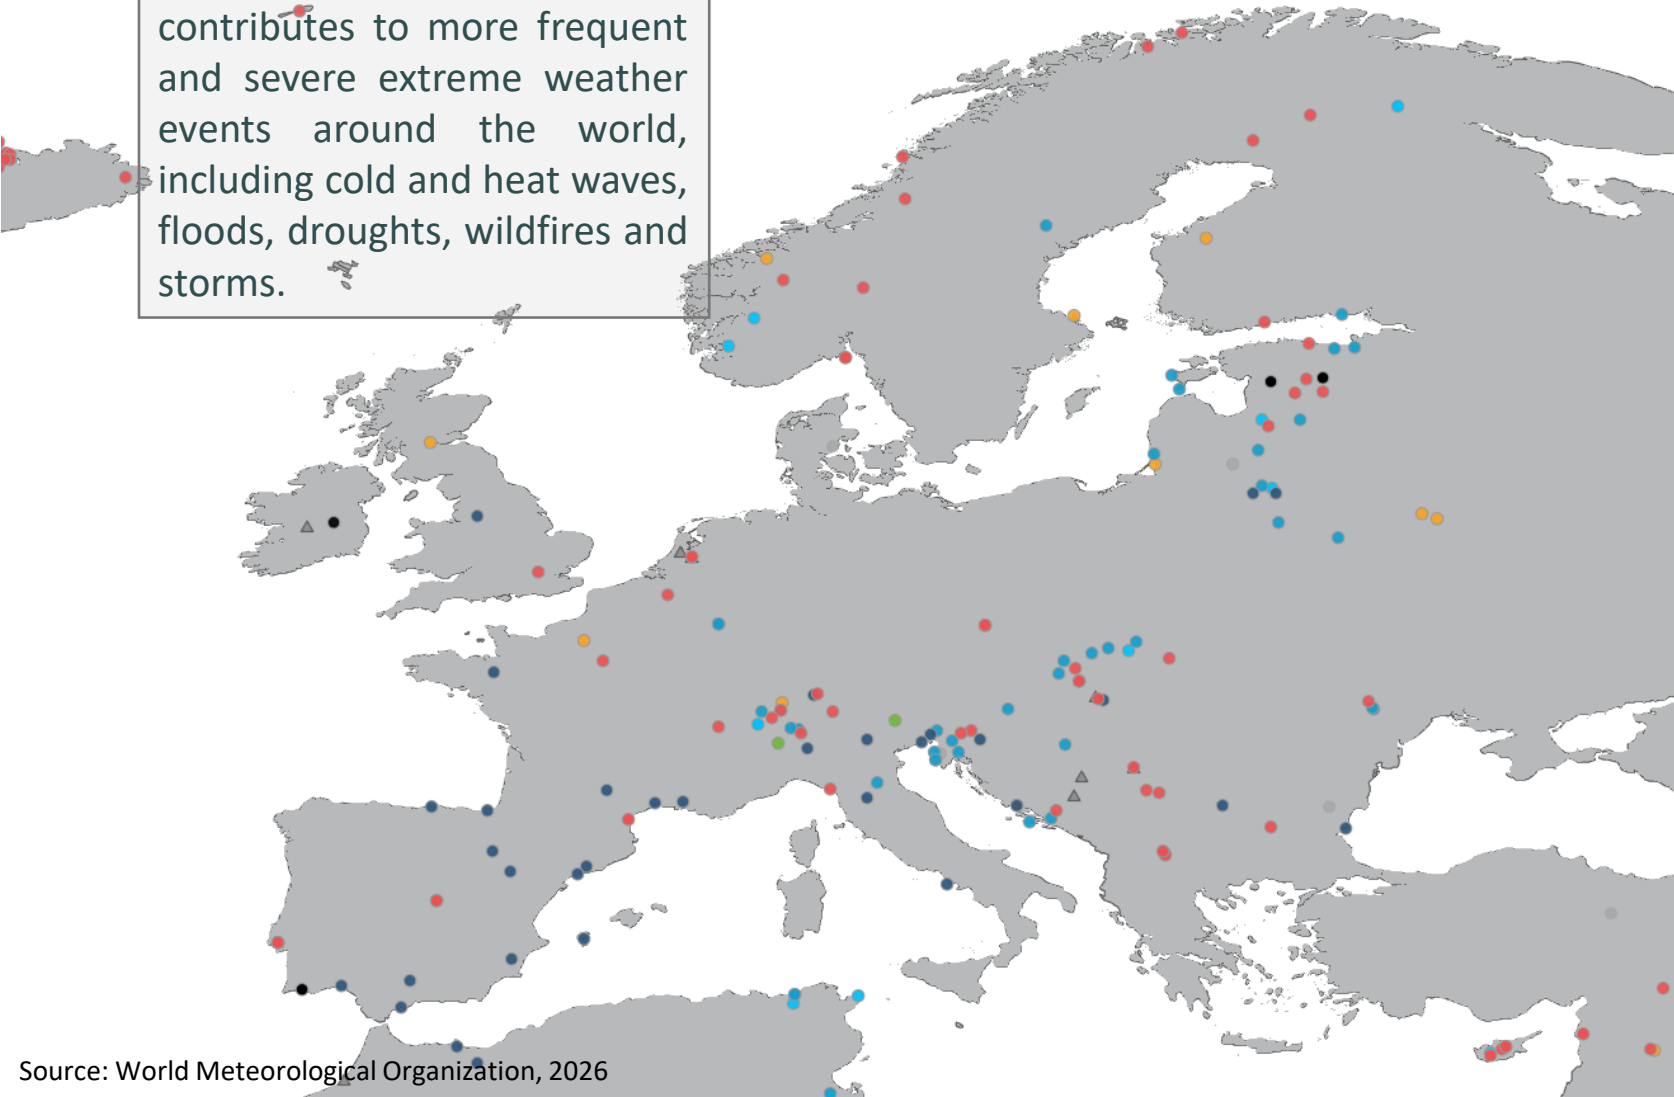 contributes to more frequent
and severe extreme weather
events around the world,
including cold and heat waves,
floods, droughts, wildfires and
storms.
Source: World Meteorological Organization, 2026